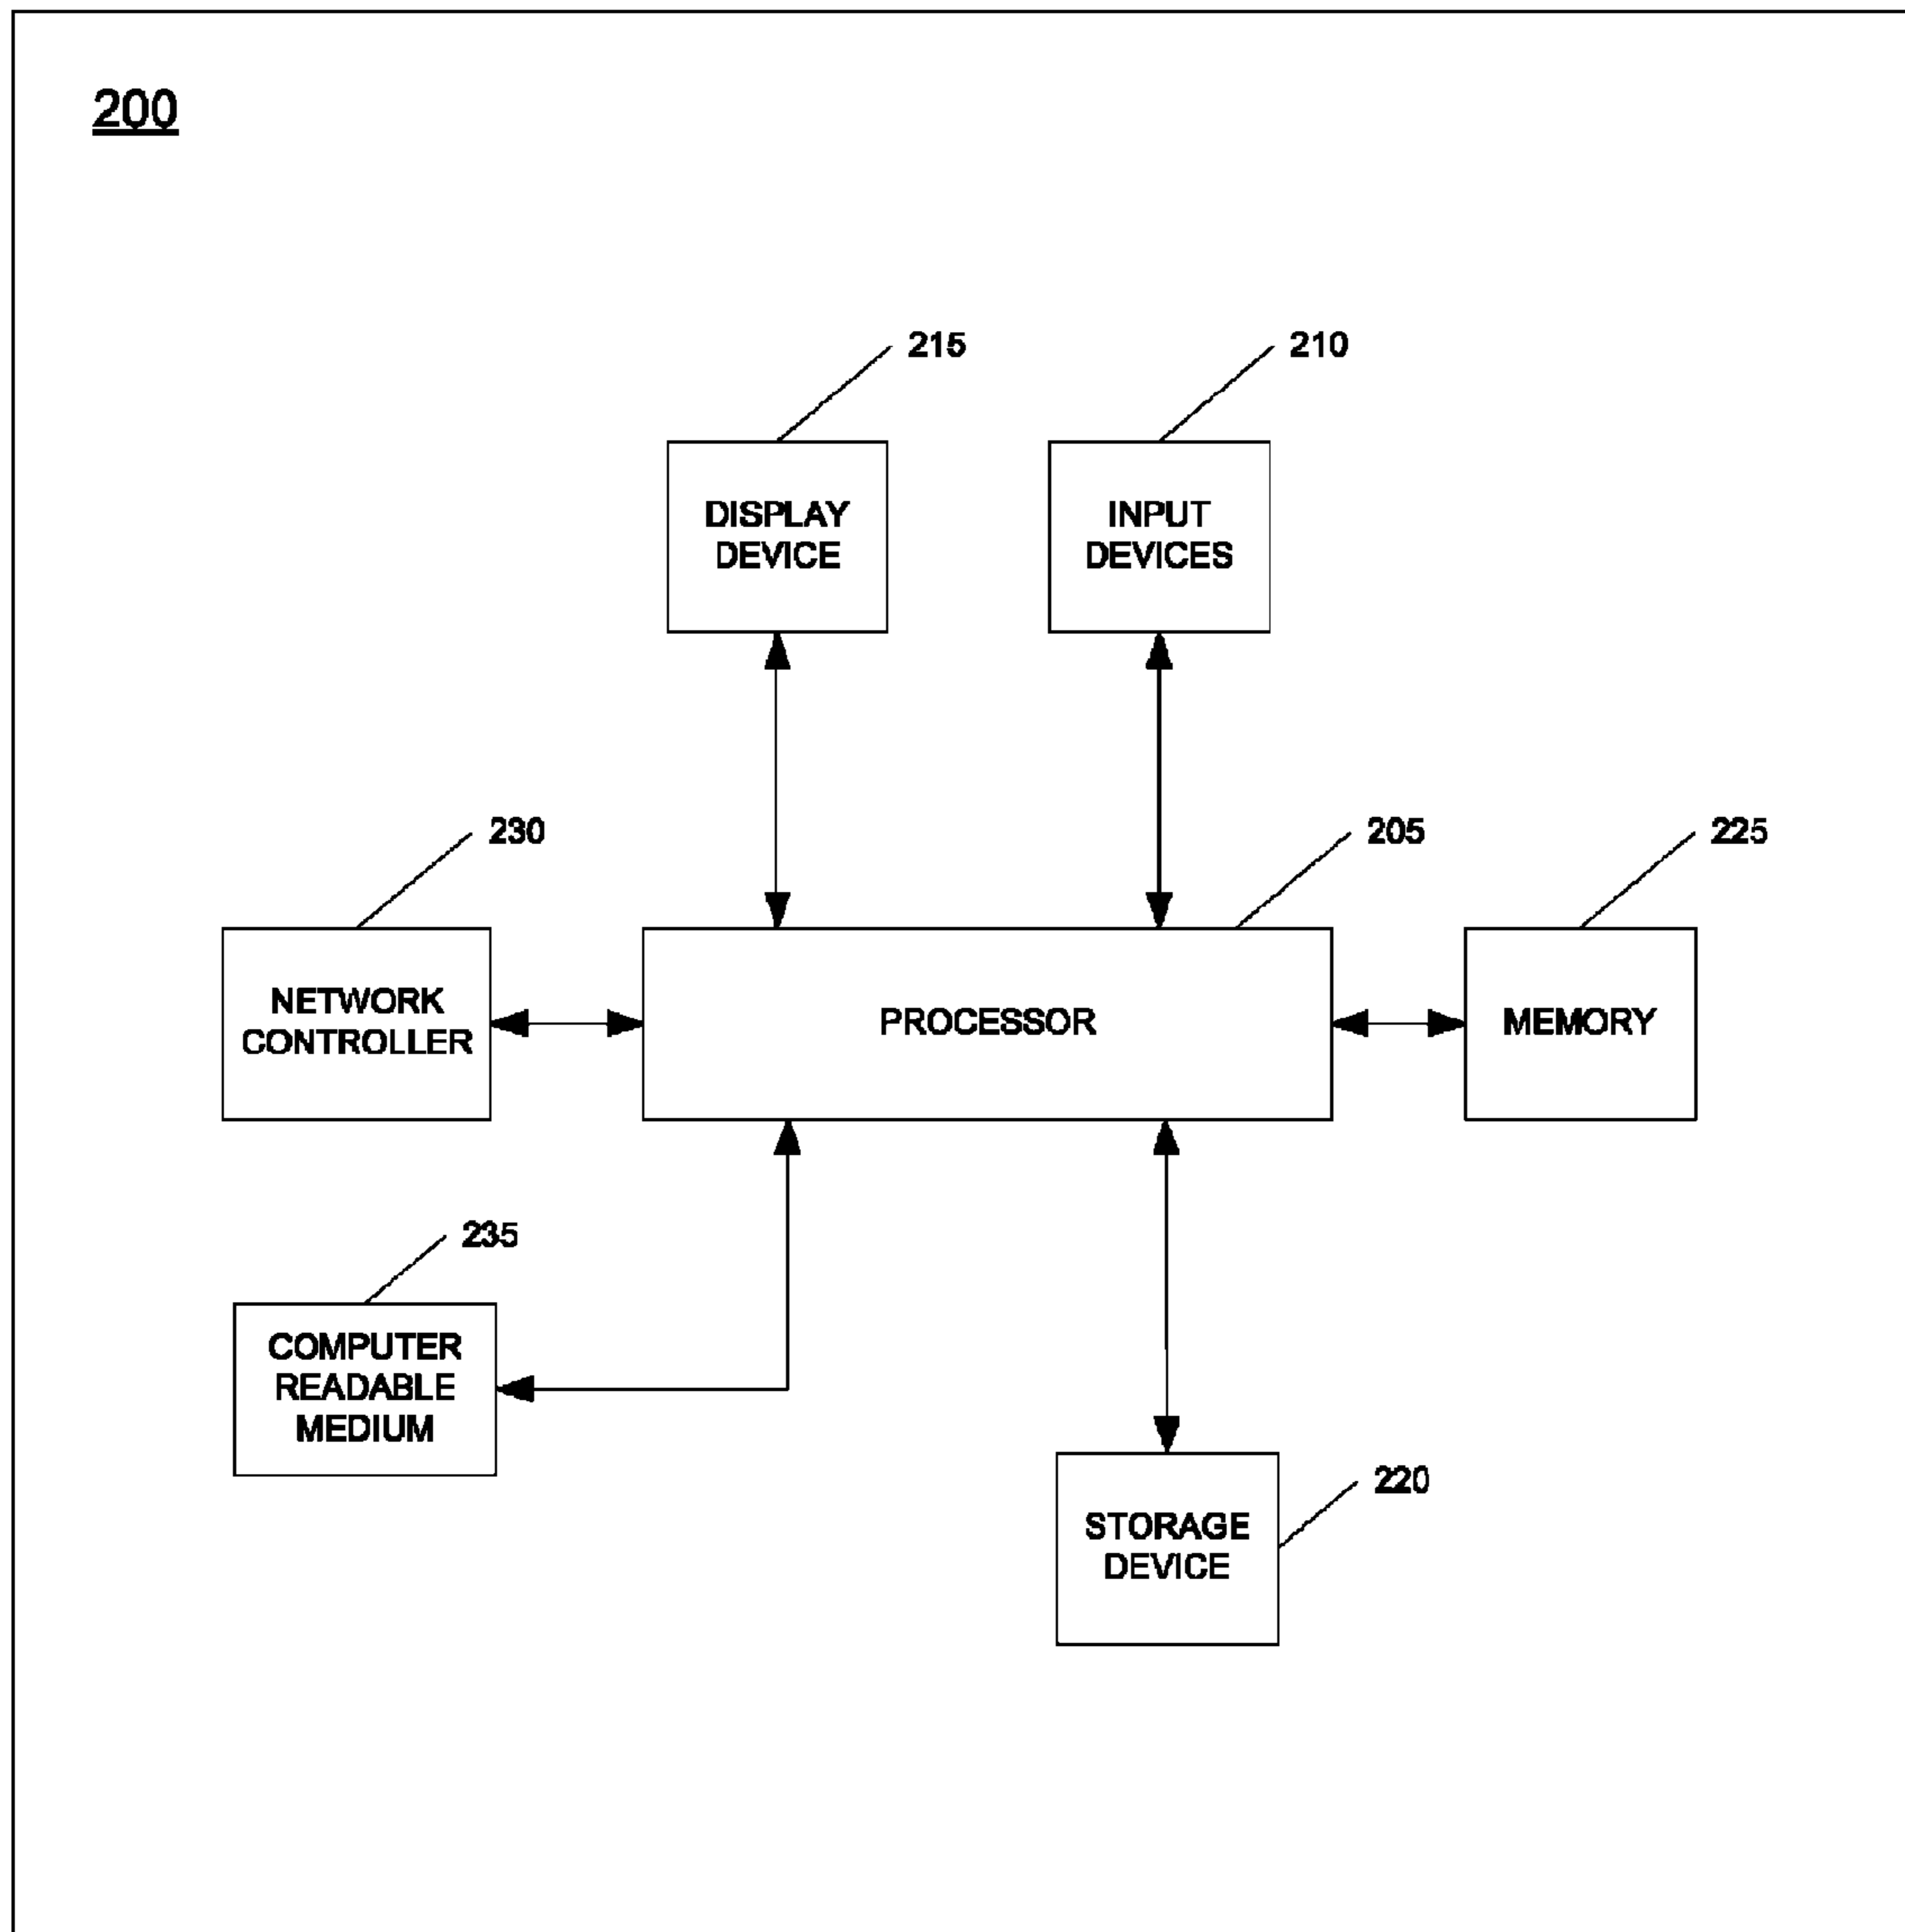 200
215
210
DISPLAY
DEVICE
INPUT
DEVICES
230
205
225
NETWORK
CONTROLLER
PROCESSOR
MEMORY
235
COMPUTER
READABLE
MEDIUM
220
STORAGE
DEVICE